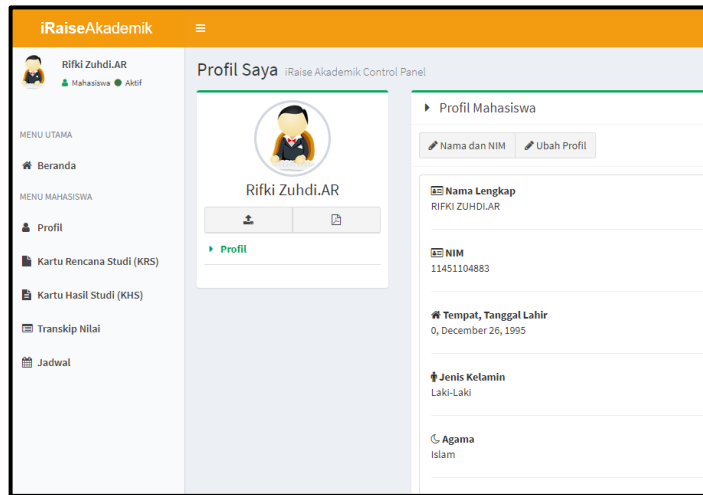 iRaiseAkademik
Rifki Zuhdi.AR
Mahasiswa Aktif
MENU UTAMA
Beranda
MENU MAHASISWA
Profil
Kartu Rencana Studi (KRS)
Kartu Hasil Studi (KHS)
Transkip Nilai
Jadwal
Profil Saya iRaise Akademik Control Panel
Rifki Zuhdi.AR
Profil
Profil Mahasiswa
Nama dan NIM Ubah Profil
Nama Lengkap
RIFKI ZUHDI.AR
NIM
11451104883
Tempat, Tanggal Lahir
0, December 26, 1995
Jenis Kelamin
Laki-Laki
Agama
Islam